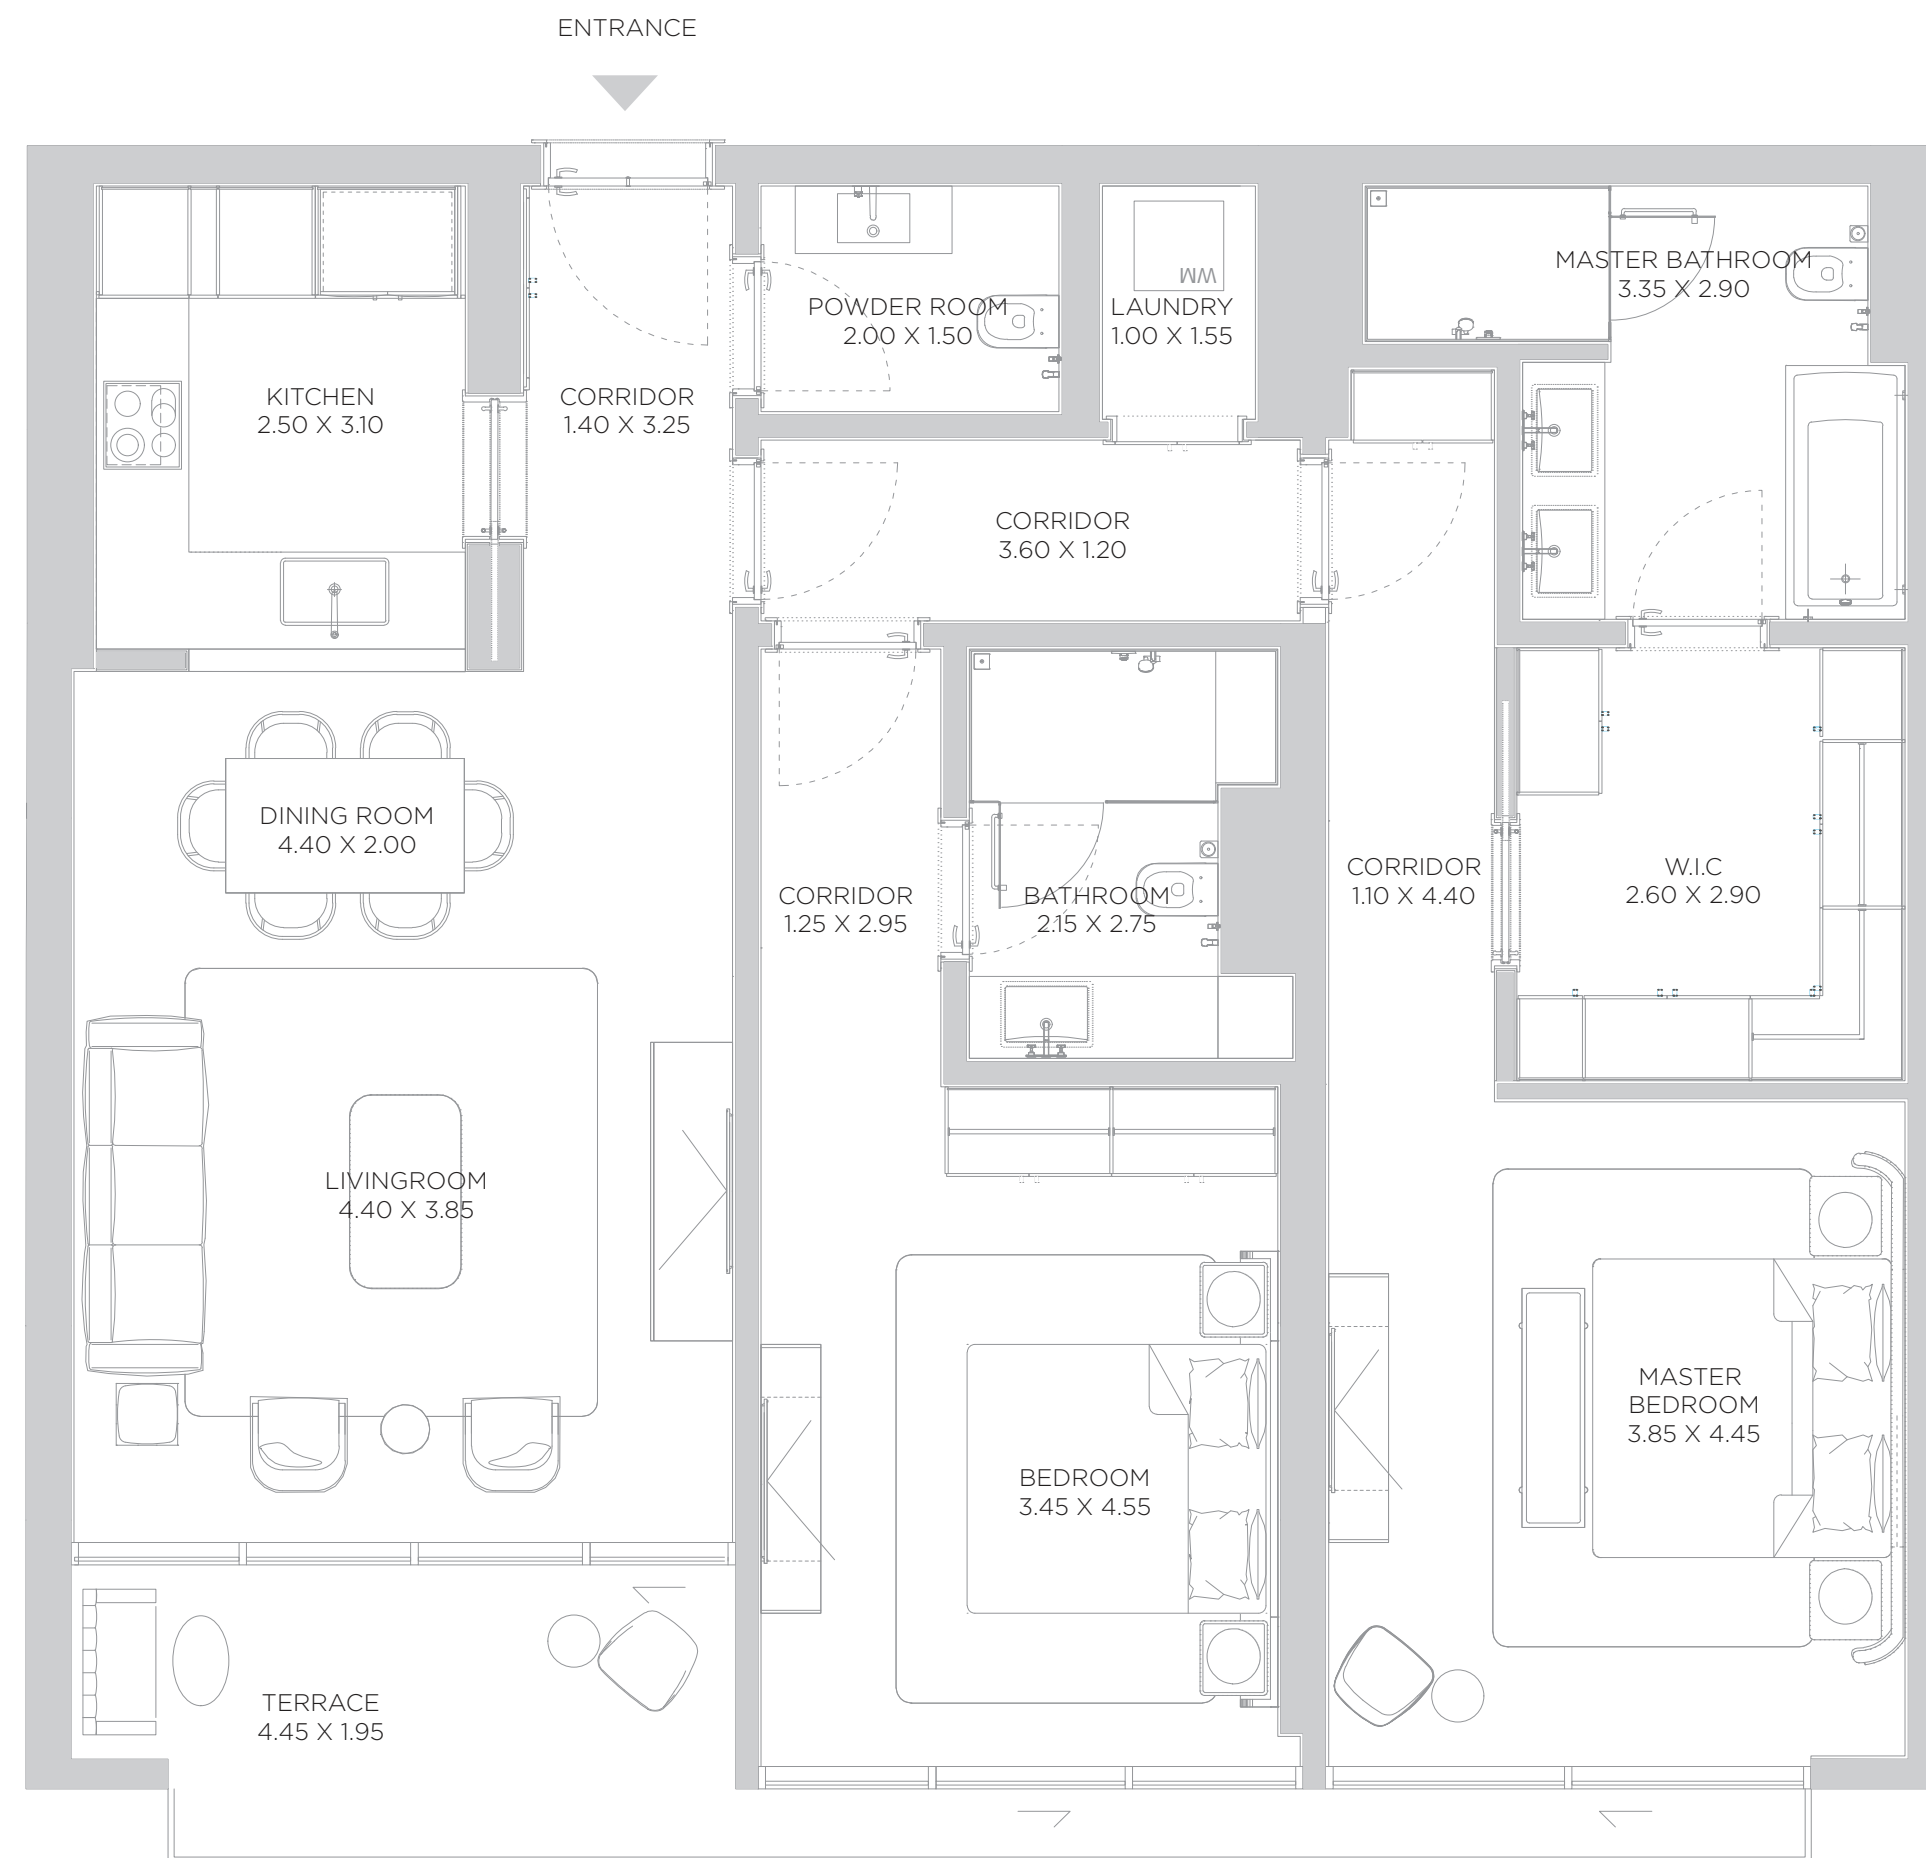 ENTRANCE
MASTER BATHROOM
3.35 X 2.90
WM
POWDER ROOM
2.00 X 1.50
LAUNDRY
1.00 X 1.55
KITCHEN
2.50 X 3.10
CORRIDOR
1.40 X 3.25
CORRIDOR
3.60 X 1.20
DINING ROOM
4.40 X 2.00
CORRIDOR
1.25 X 2.95
BATHROOM
2.15 X 2.75
CORRIDOR
1.10 X 4.40
W.I.C
2.60 X 2.90
LIVINGROOM
4.40 X 3.85
MASTER
BEDROOM
3.85 X 4.45
BEDROOM
3.45 X 4.55
TERRACE
4.45 X 1.95